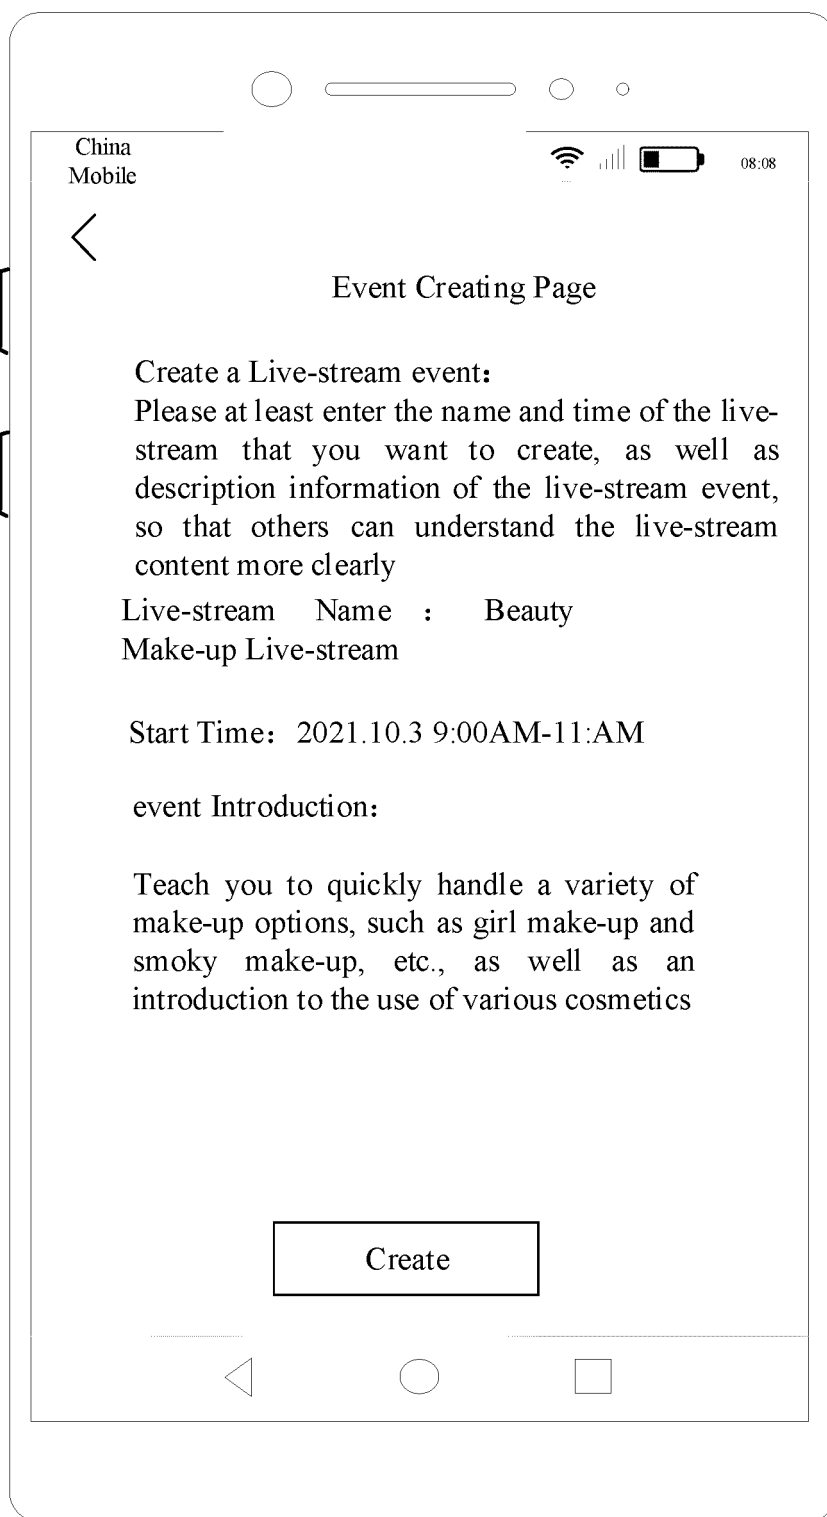 China
Mobile
08:08
Event Creating Page
Create a Live-stream event：
Please at least enter the name and time of the live-
stream that you want to create, as well as
description information of the live-stream event,
so that others can understand the live-stream
content more clearly
Live-stream Name ： Beauty
Make-up Live-stream
Start Time：2021.10.3 9:00AM-11:AM
event Introduction：
Teach you to quickly handle a variety of
make-up options, such as girl make-up and
smoky make-up, etc., as well as an
introduction to the use of various cosmetics
Create